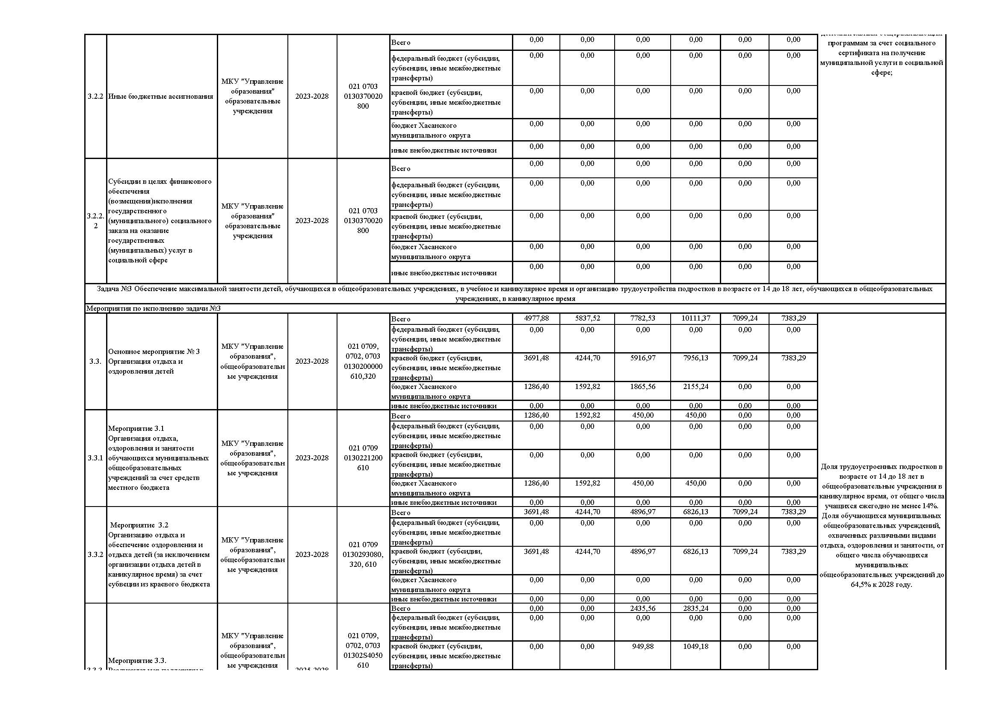 программам за счет социального
сертификата на получение
муниципальной услуги в социальной
сфере;
3.2.2
Иные бюджетные ассигнования
МКУ "Управление
образования"
образовательные
учреждения
2023-2028
021 0703
0130370020
800
Всего 0,00 0,00 0,00 0,00 0,00 0,00
федеральный бюджет (субсидии, 0,00 0,00 0,00 0,00 0,00 0,00
субвенции, иные межбюджетные
трансферты)
краевой бюджет (субсидии, 0,00 0,00 0,00 0,00 0,00 0,00
субвенции, иные межбюджетные
трансферты)
бюджет Хасанского 0,00 0,00 0,00 0,00 0,00 0,00
муниципального округа
иные внебюджетные источники 0,00 0,00 0,00 0,00 0,00 0,00
3.2.2.
2
Субсидии в целях финансового
обеспечения
(возмещения)исполнения
государственного
(муниципального) социального
заказа на оказание
государственных
(муниципальных) услуг в
социальной сфере
МКУ "Управление
образования"
образовательные
учреждения
2023-2028
021 0703
0130370020
800
Всего 0,00 0,00 0,00 0,00 0,00 0,00
федеральный бюджет (субсидии, 0,00 0,00 0,00 0,00 0,00 0,00
субвенции, иные межбюджетные
трансферты)
краевой бюджет (субсидии, 0,00 0,00 0,00 0,00 0,00 0,00
субвенции, иные межбюджетные
трансферты)
бюджет Хасанского 0,00 0,00 0,00 0,00 0,00 0,00
муниципального округа
иные внебюджетные источники 0,00 0,00 0,00 0,00 0,00 0,00
Задача №3 Обеспечение максимальной занятости детей, обучающихся в общеобразовательных учреждениях, в учебное и каникулярное время и организацию трудоустройства подростков в возрасте от 14 до 18 лет, обучающихся в общеобразовательных
учреждениях, в каникулярное время
Мероприятия по исполнению задачи №3
3.3.
Основное мероприятие № 3
Организация отдыха и
оздоровления детей
МКУ "Управление
образования",
общеобразовательн
ые учреждения
2023-2028
021 0709,
0702, 0703
0130200000
610,320
Всего 4977,88 5837,52 7782,53 10111,37 7099,24 7383,29
федеральный бюджет (субсидии, 0,00 0,00 0,00 0,00 0,00 0,00
субвенции, иные межбюджетные
трансферты)
краевой бюджет (субсидии, 3691,48 4244,70 5916,97 7956,13 7099,24 7383,29
субвенции, иные межбюджетные
трансферты)
бюджет Хасанского 1286,40 1592,82 1865,56 2155,24 0,00 0,00
муниципального округа
иные внебюджетные источники 0,00 0,00 0,00 0,00 0,00 0,00
3.3.1
Мероприятие 3.1
Организация отдыха,
оздоровления и занятости
обучающихся муниципальных
общеобразовательных
учреждений за счет средств
местного бюджета
МКУ "Управление
образования",
общеобразовательн
ые учреждения
2023-2028
021 0709
0130221200
610
Всего 1286,40 1592,82 450,00 450,00 0,00 0,00
федеральный бюджет (субсидии, 0,00 0,00 0,00 0,00 0,00 0,00
субвенции, иные межбюджетные
трансферты)
краевой бюджет (субсидии, 0,00 0,00 0,00 0,00 0,00 0,00
субвенции, иные межбюджетные
трансферты)
бюджет Хасанского 1286,40 1592,82 450,00 450,00 0,00 0,00
муниципального округа
иные внебюджетные источники 0,00 0,00 0,00 0,00 0,00 0,00
3.3.2
Мероприятие 3.2
Организацию отдыха и
обеспечение оздоровления и
отдыха детей (за исключением
организации отдыха детей в
каникулярное время) за счет
субвеции из краевого бюджета
МКУ "Управление
образования",
общеобразовательн
ые учреждения
2023-2028
021 0709
0130293080,
320, 610
Всего 3691,48 4244,70 4896,97 6826,13 7099,24 7383,29
федеральный бюджет (субсидии, 0,00 0,00 0,00 0,00 0,00 0,00
субвенции, иные межбюджетные
трансферты)
краевой бюджет (субсидии, 3691,48 4244,70 4896,97 6826,13 7099,24 7383,29
субвенции, иные межбюджетные
трансферты)
бюджет Хасанского 0,00 0,00 0,00 0,00 0,00 0,00
муниципального округа
иные внебюджетные источники 0,00 0,00 0,00 0,00 0,00 0,00
Мероприятие 3.3.
МКУ "Управление
образования",
общеобразовательн
ые учреждения
021 0709,
0702, 0703
01302S4050
610
Всего 0,00 0,00 2435,56 2835,24 0,00 0,00
федеральный бюджет (субсидии, 0,00 0,00 0,00 0,00 0,00 0,00
субвенции, иные межбюджетные
трансферты)
краевой бюджет (субсидии, 0,00 0,00 949,88 1049,18 0,00 0,00
субвенции, иные межбюджетные
трансферты)
Доля трудоустроенных подростков в
возрасте от 14 до 18 лет в
общеобразовательные учреждения в
каникулярное время, от общего числа
учащихся ежегодно не менее 14%.
Доля обучающихся муниципальных
общеобразовательных учреждений,
охваченных различными видами
отдыха, оздоровления и занятости, от
общего числа обучающихся
муниципальных
общеобразовательных учреждений до
64,5% к 2028 году.